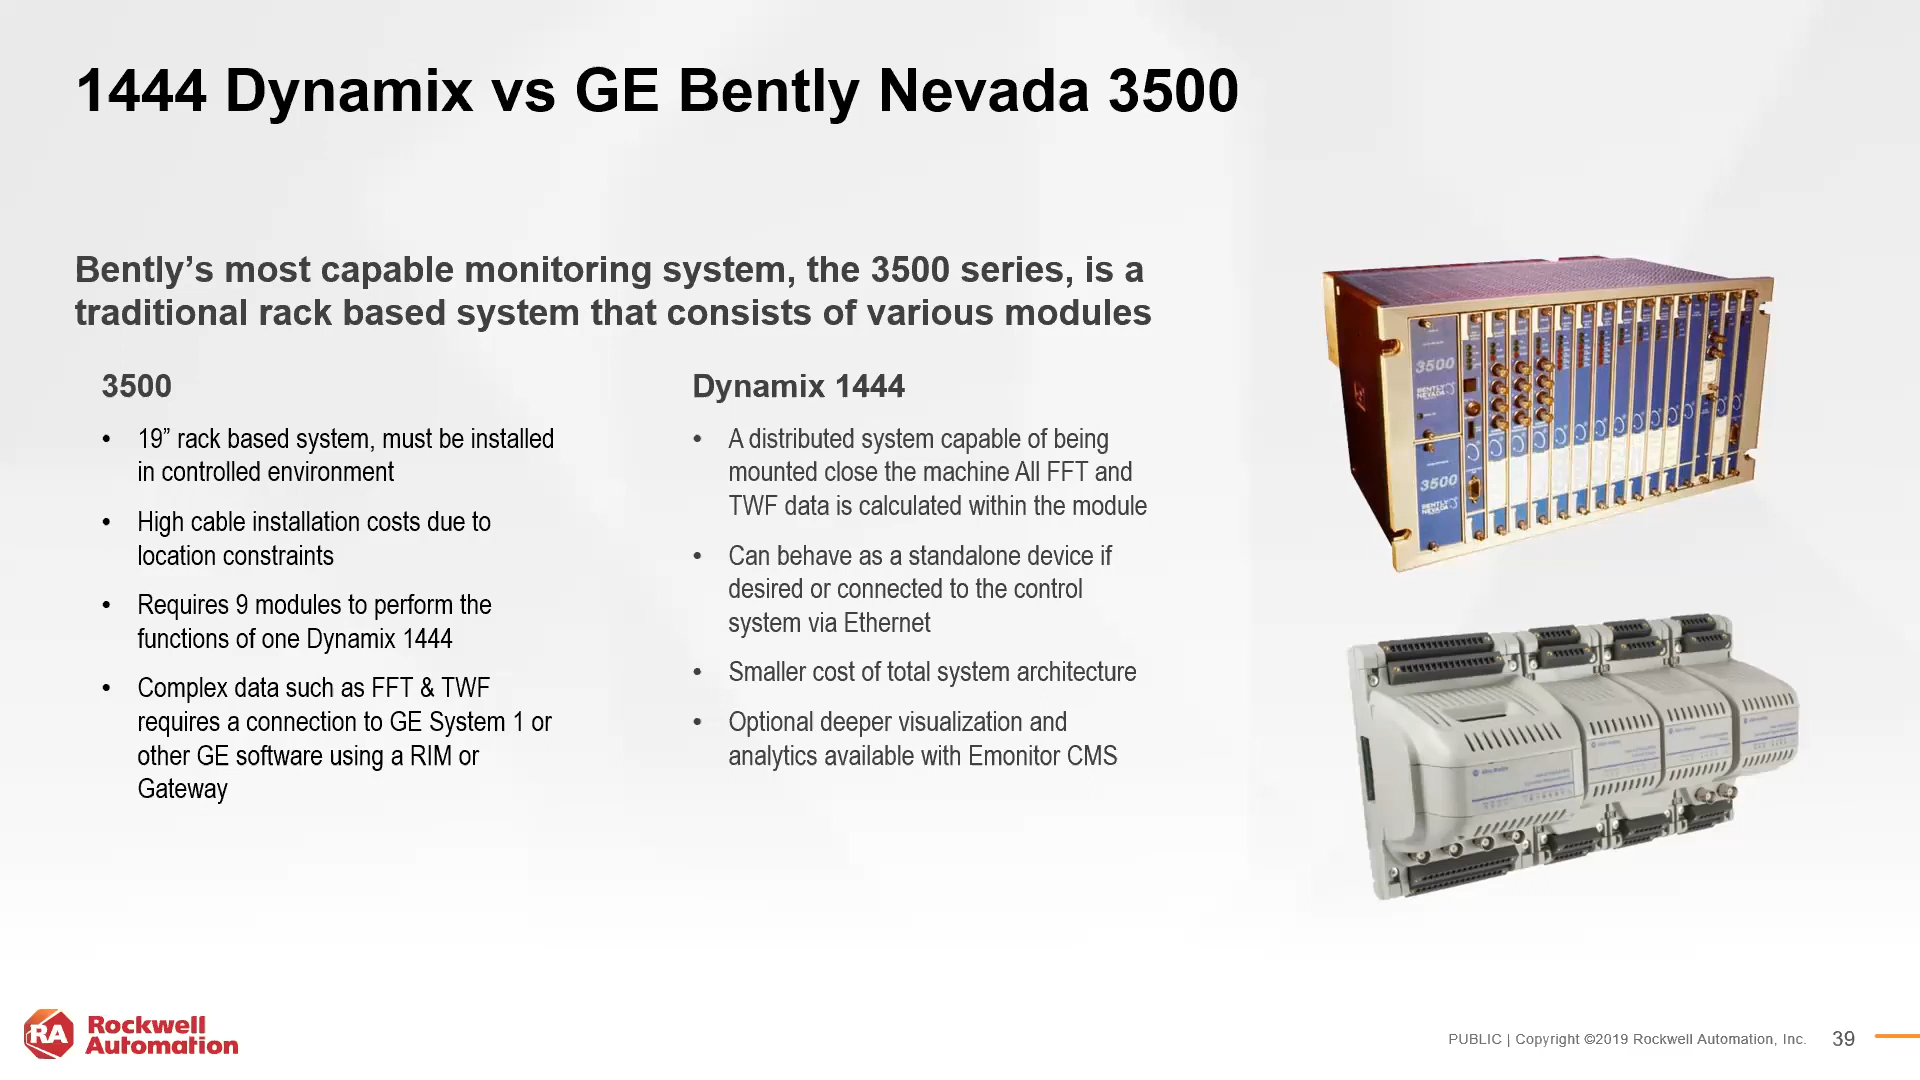 1444 Dynamix vs GE Bently Nevada 3500
Bently’s most capable monitoring system, the 3500 series, is a
traditional rack based system that consists of various modules
3500
• 19” rack based system, must be installed
in controlled environment
• High cable installation costs due to
location constraints
• Requires 9 modules to perform the
functions of one Dynamix 1444
• Complex data such as FFT & TWF
requires a connection to GE System 1 or
other GE software using a RIM or
Gateway
Dynamix 1444
• A distributed system capable of being
mounted close the machine All FFT and
TWF data is calculated within the module
• Can behave as a standalone device if
desired or connected to the control
system via Ethernet
• Smaller cost of total system architecture
• Optional deeper visualization and
analytics available with Emonitor CMS
3500
BENTLY
NEVADA
3500
BENTLY
NEVADA
RA
Rockwell
Automation
PUBLIC | Copyright ©2019 Rockwell Automation, Inc.
39